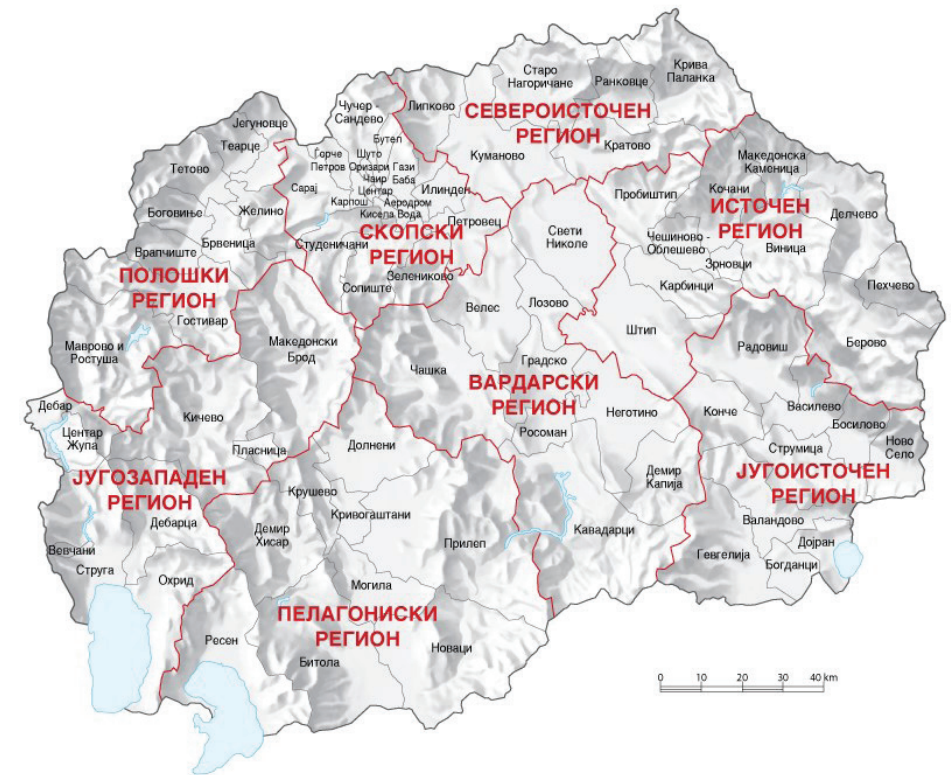 Крива
Паланка
Старо
Нагоричане
Ранковце
Чучер -
Сандево
Липково
СЕВЕРОИСТОЧЕН
РЕГИОН
Куманово
Кратово
Јегуновце
Теарце
Тетово
Боговиње
Желино
Брвеница
Врапчиште
ПОЛОШКИ
РЕГИОН
Гостивар
Маврово и
Ростуша
Бутел
Ѓорче
Петров
Шуто
Оризари
Гази
Баба
Чаир
Сарај
Центар
Карпош
Аеродром
Кисела Вода
Илинден
Петровец
СКОПСКИ
РЕГИОН
Студеничани
Зелениково
Сопиште
Македонска
Каменица
Пробиштип
Кочани
ИСТОЧЕН
РЕГИОН
Делчево
Чешиново -
Облешево
Виница
Зрновци
Карбинци
Пехчево
Штип
Берово
Свети
Николе
Лозово
Велес
Градско
Чашка
ВАРДАРСКИ
РЕГИОН
Неготино
Росоман
Демир
Капија
Кавадарци
Македонски
Брод
Дебар
Центар
Жупа
Кичево
Пласница
ЈУГОЗАПАДЕН
РЕГИОН
Дебарца
Вевчани
Струга
Охрид
Радовиш
Конче
Василево
Босилово
Струмица
Ново
Село
ЈУГОИСТОЧЕН
РЕГИОН
Валандово
Дојран
Гевгелија
Богданци
Долнени
Крушево
Кривогаштани
Демир
Хисар
Прилеп
Могила
ПЕЛАГОНИСКИ
РЕГИОН
Ресен
Новаци
Битола
0 10 20 30 40 km